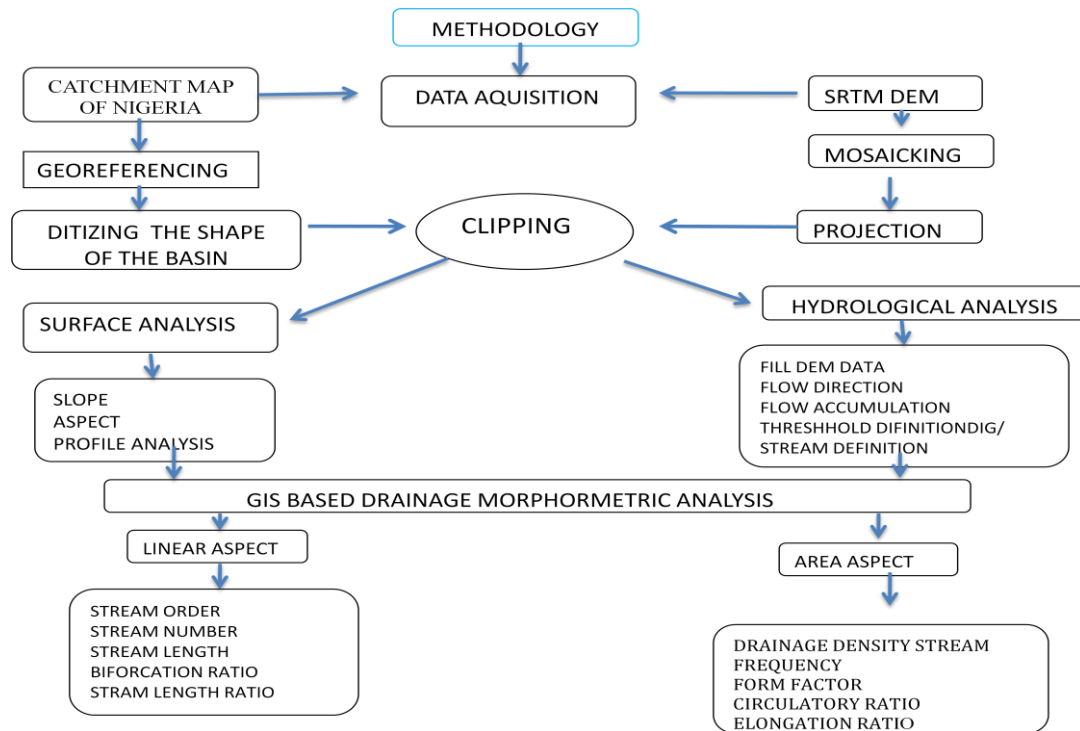 METHODOLOGY
CATCHMENT MAP
OF NIGERIA
DATA AQUISITION
SRTM DEM
GEOREFERENCING
MOSAICKING
DITIZING THE SHAPE
OF THE BASIN
CLIPPING
PROJECTION
SURFACE ANALYSIS
HYDROLOGICAL ANALYSIS
SLOPE
ASPECT
PROFILE ANALYSIS
FILL DEM DATA
FLOW DIRECTION
FLOW ACCUMULATION
THRESHHOLD DIFINITIONDIG/
STREAM DEFINITION
GIS BASED DRAINAGE MORPHORMETRIC ANALYSIS
LINEAR ASPECT
AREA ASPECT
STREAM ORDER
STREAM NUMBER
STREAM LENGTH
BIFORCATION RATIO
STRAM LENGTH RATIO
DRAINAGE DENSITY STREAM
FREQUENCY
FORM FACTOR
CIRCULATORY RATIO
ELONGATION RATIO